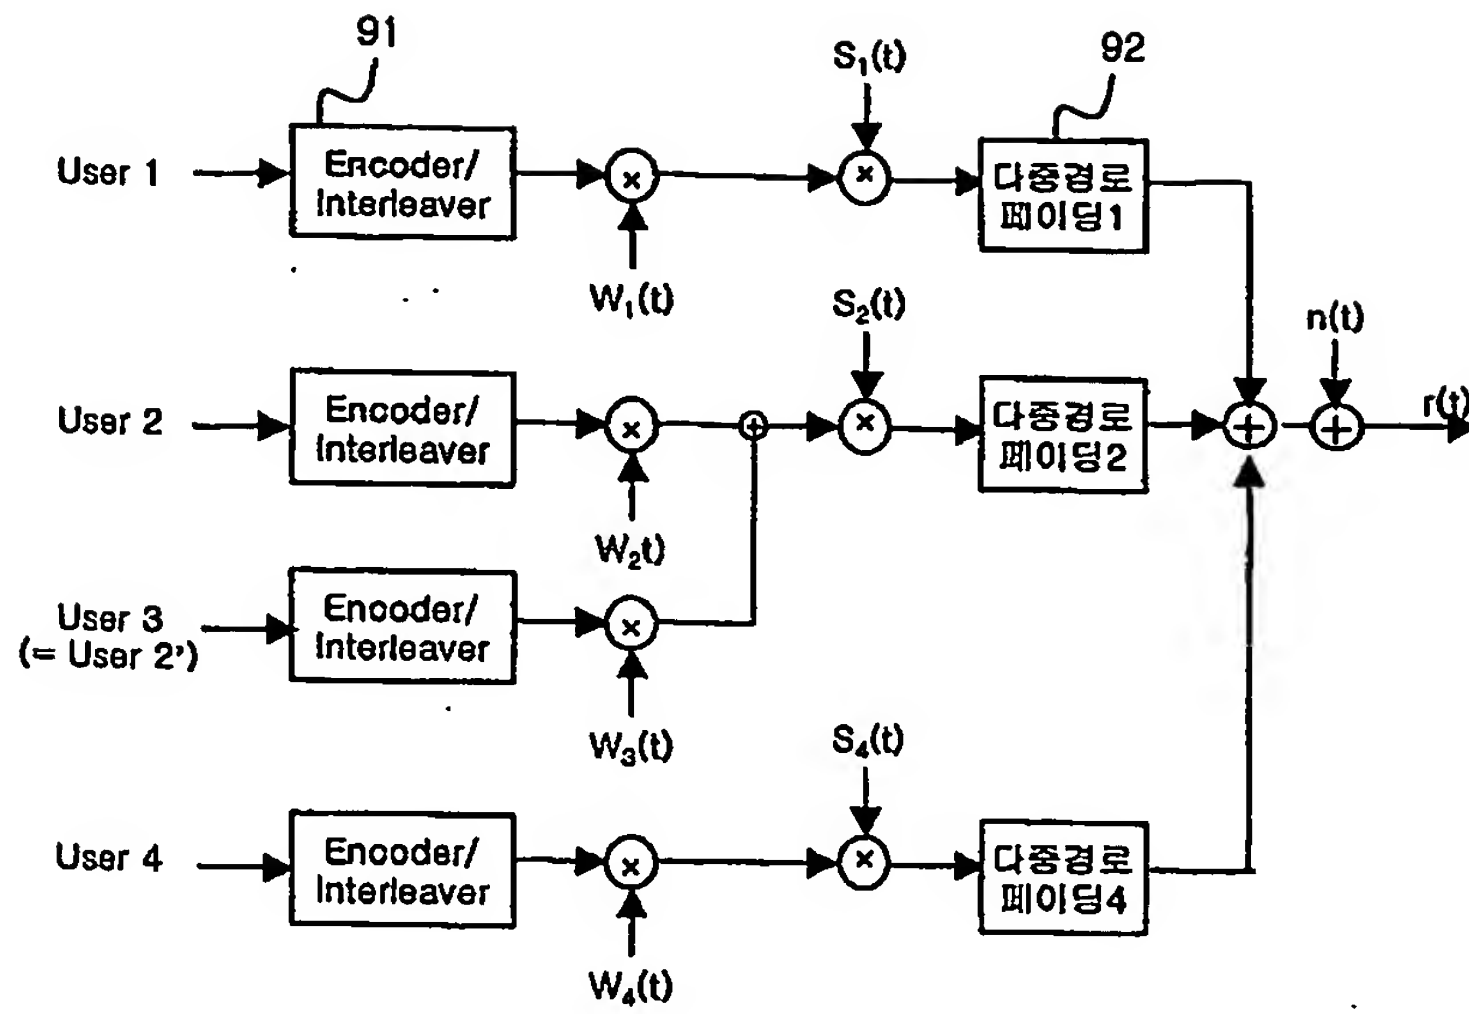 91
92
S₁(t)
User 1
Encoder/
Interleaver
다중경로
페이딩1
W₁(t)
S₂(t)
n(t)
User 2
Encoder/
Interleaver
다중경로
페이딩2
r(t)
W₂t)
User 3
(= User 2')
Encoder/
Interleaver
W₃(t)
S₄(t)
User 4
Encoder/
Interleaver
다중경로
페이딩4
W₄(t)